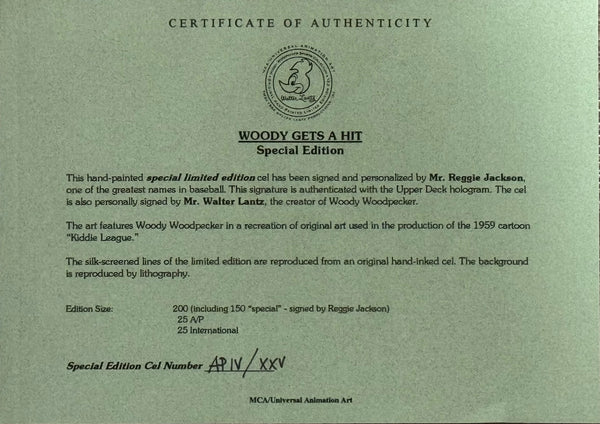 CERTIFICATE OF AUTHENTICITY
Walter Lantz
WOODY GETS A HIT
Special Edition
This hand-painted special limited edition cel has been signed and personalized by Mr. Reggie Jackson,
one of the greatest names in baseball. This signature is authenticated with the Upper Deck hologram. The cel
is also personally signed by Mr. Walter Lantz, the creator of Woody Woodpecker.
The art features Woody Woodpecker in a recreation of original art used in the production of the 1959 cartoon
"Kiddie League."
The silk-screened lines of the limited edition are reproduced from an original hand-inked cel. The background
is reproduced by lithography.
Edition Size: 200 (including 150 "special" - signed by Reggie Jackson)
25 A/P
25 International
Special Edition Cel Number AP IV/XXV
MCA/Universal Animation Art